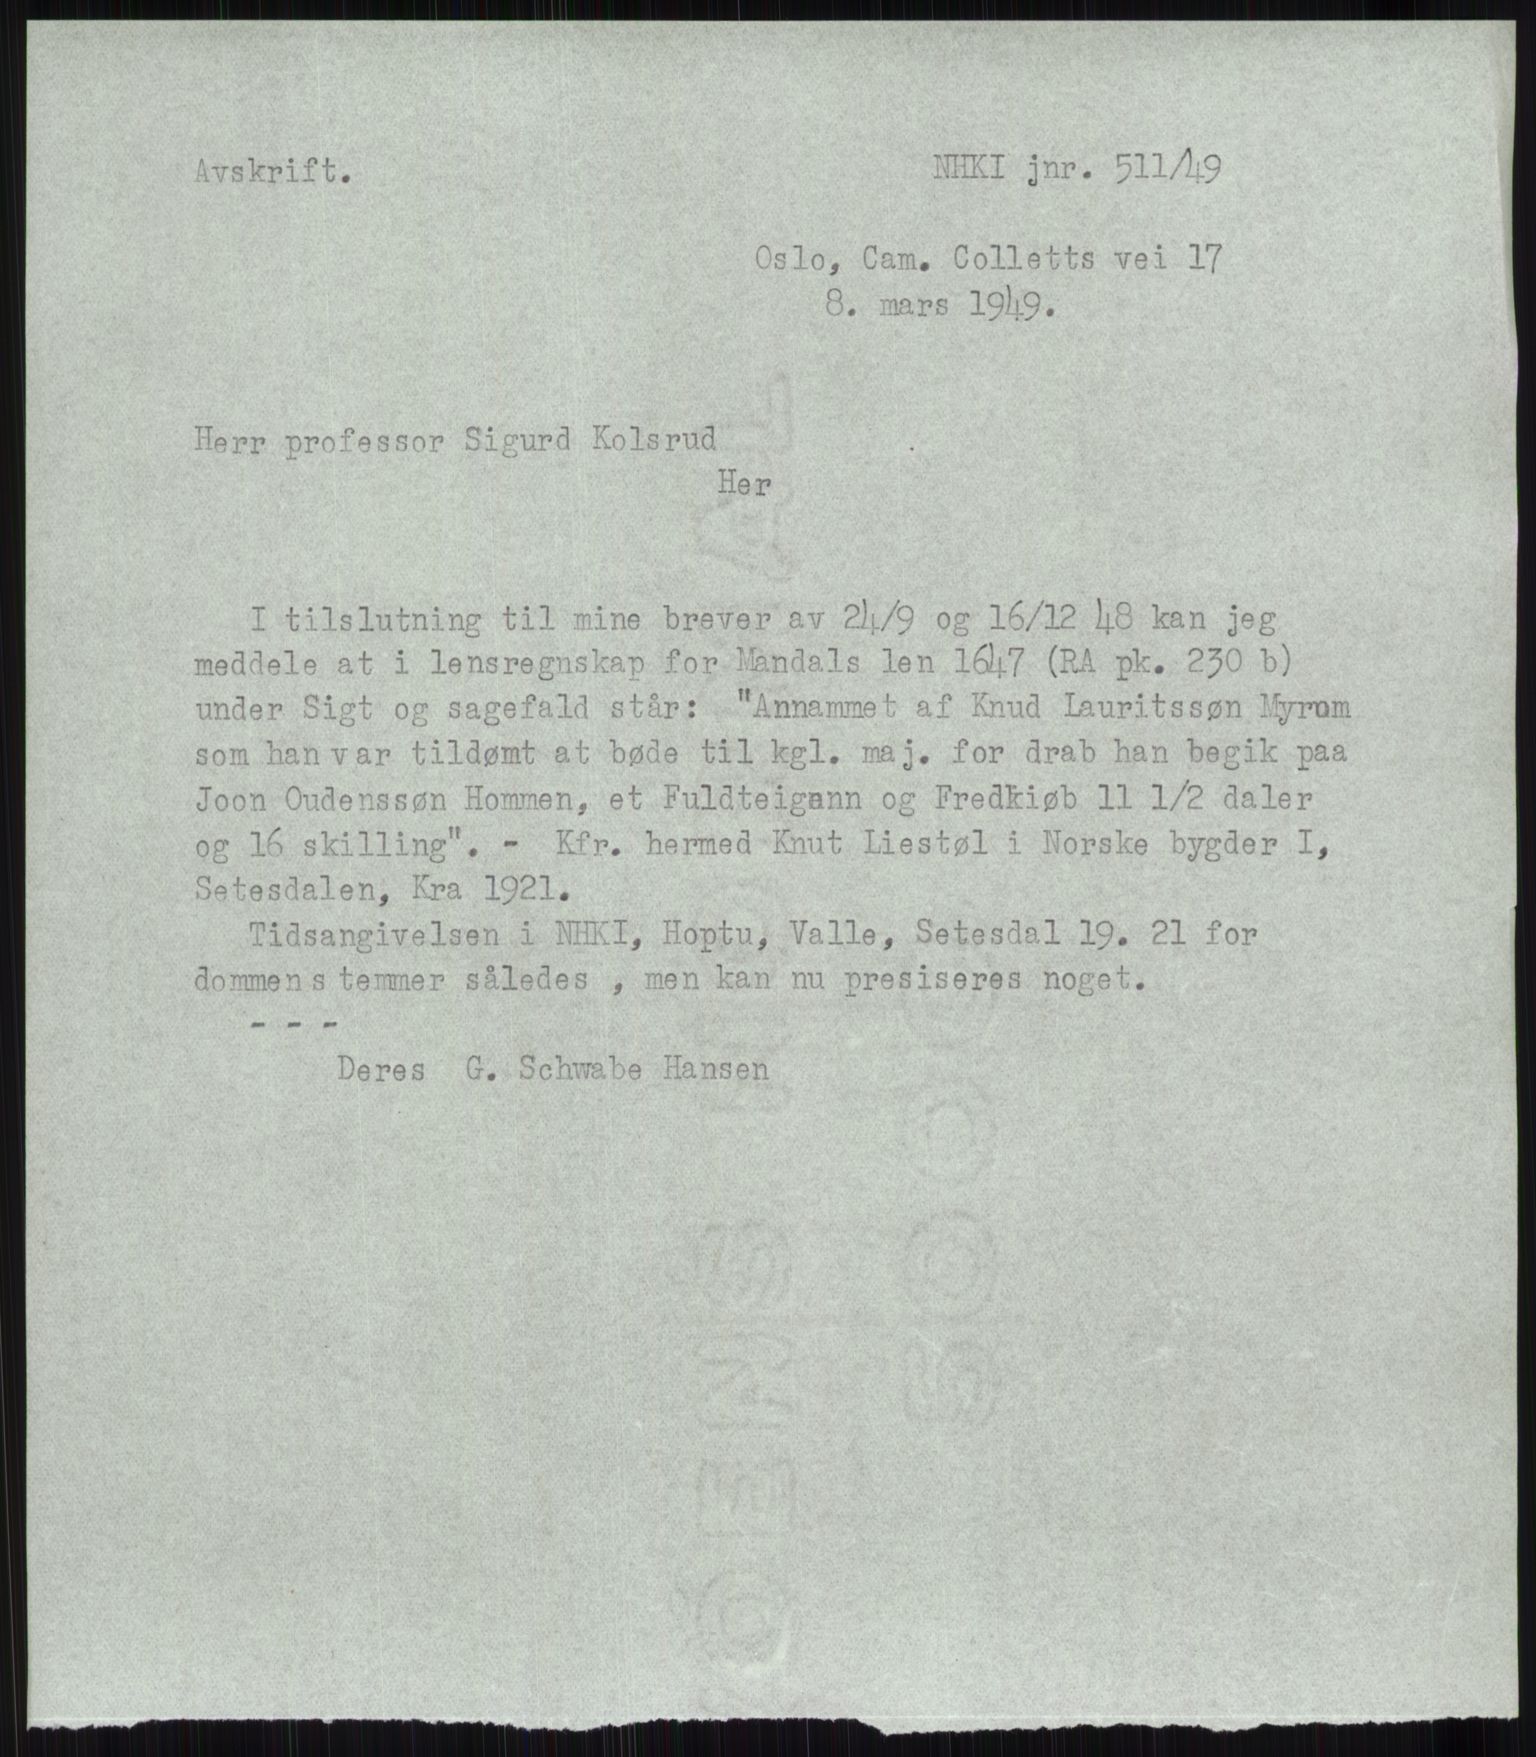 Avskrift.
NHKI jnr. 511/49
Oslo, Cam. Colletts vei 17
8. mars 1949.
Herr professor Sigurd Kolsrud
Her
I tilslutning til mine brever av 24/9 og 16/12 48 kan jeg
meddele at i lensregnskap for Mandals len 1647 (RA pk. 230 b)
under Sigt og sagefald står: "Annammet af Knud Lauritssøn Myrom
som han var tildømt at bøde til kgl. maj. for drab han begik paa
Joon Oudenssøn Hommen, et Fuldteigenn og Fredkiøb 11 1/2 daler
og 16 skilling". - Kfr. hermed Knut Liestøl i Norske bygder I,
Setesdalen, Kra 1921.
Tidsangivelsen i NHKI, Hoptu, Valle, Setesdal 19. 21 for
dommen stemmer således , men kan nu presiseres noget.
- - -
Deres G. Schwabe Hansen